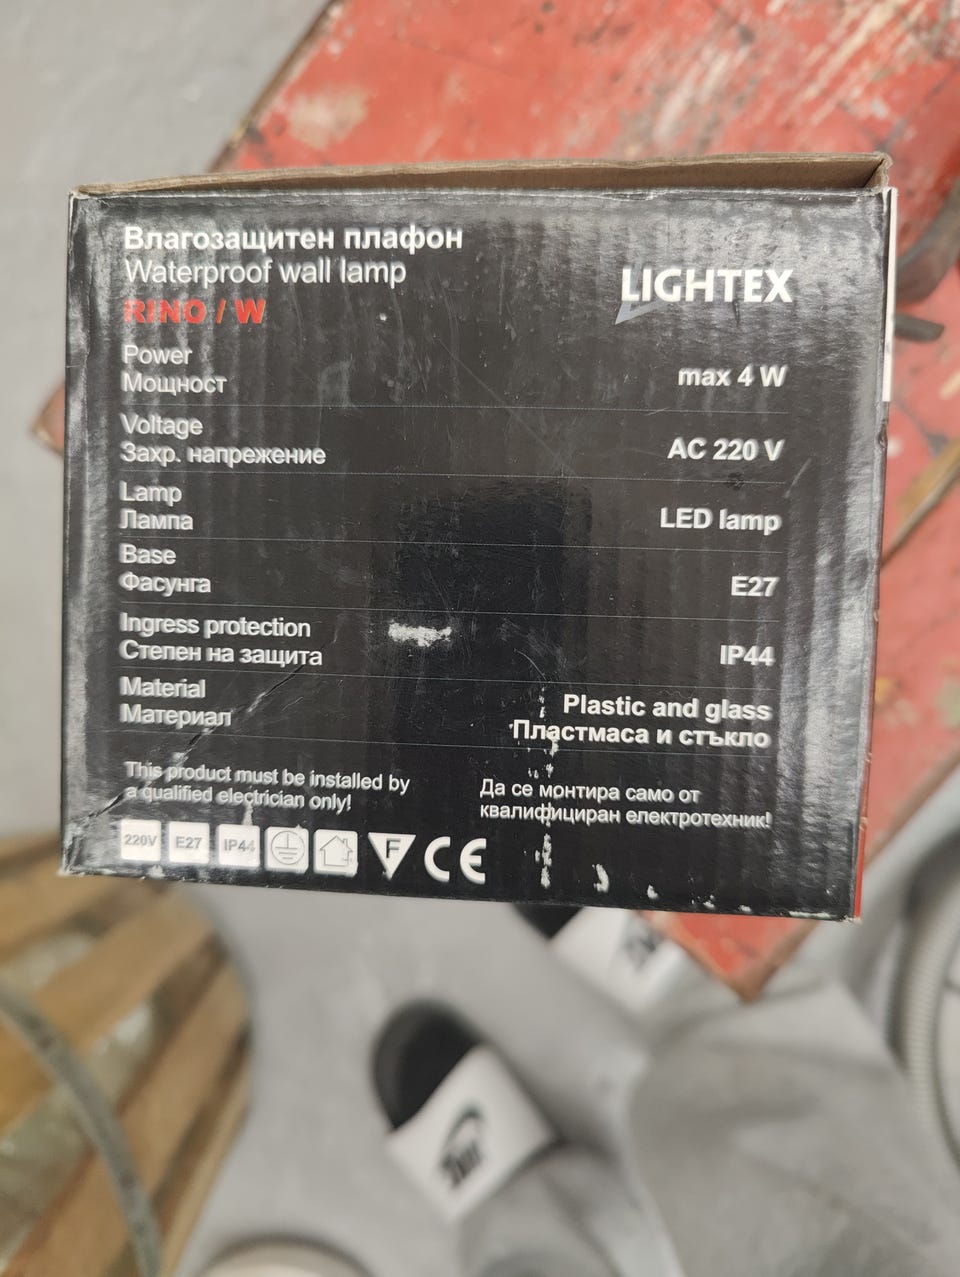 Влагозащитен плафон
Waterproof wall lamp
RINO / W
LIGHTEX
Power
Мощност
max 4 W
Voltage
Захр. напрежение
AC 220 V
Lamp
Лампа
LED lamp
Base
Фасунга
E27
Ingress protection
Степен на защита
IP44
Material
Материал
Plastic and glass
Пластмаса и стъкло
This product must be installed by
a qualified electrician only!
Да се монтира само от
квалифициран електротехник!
220V E27 IP44 F CE